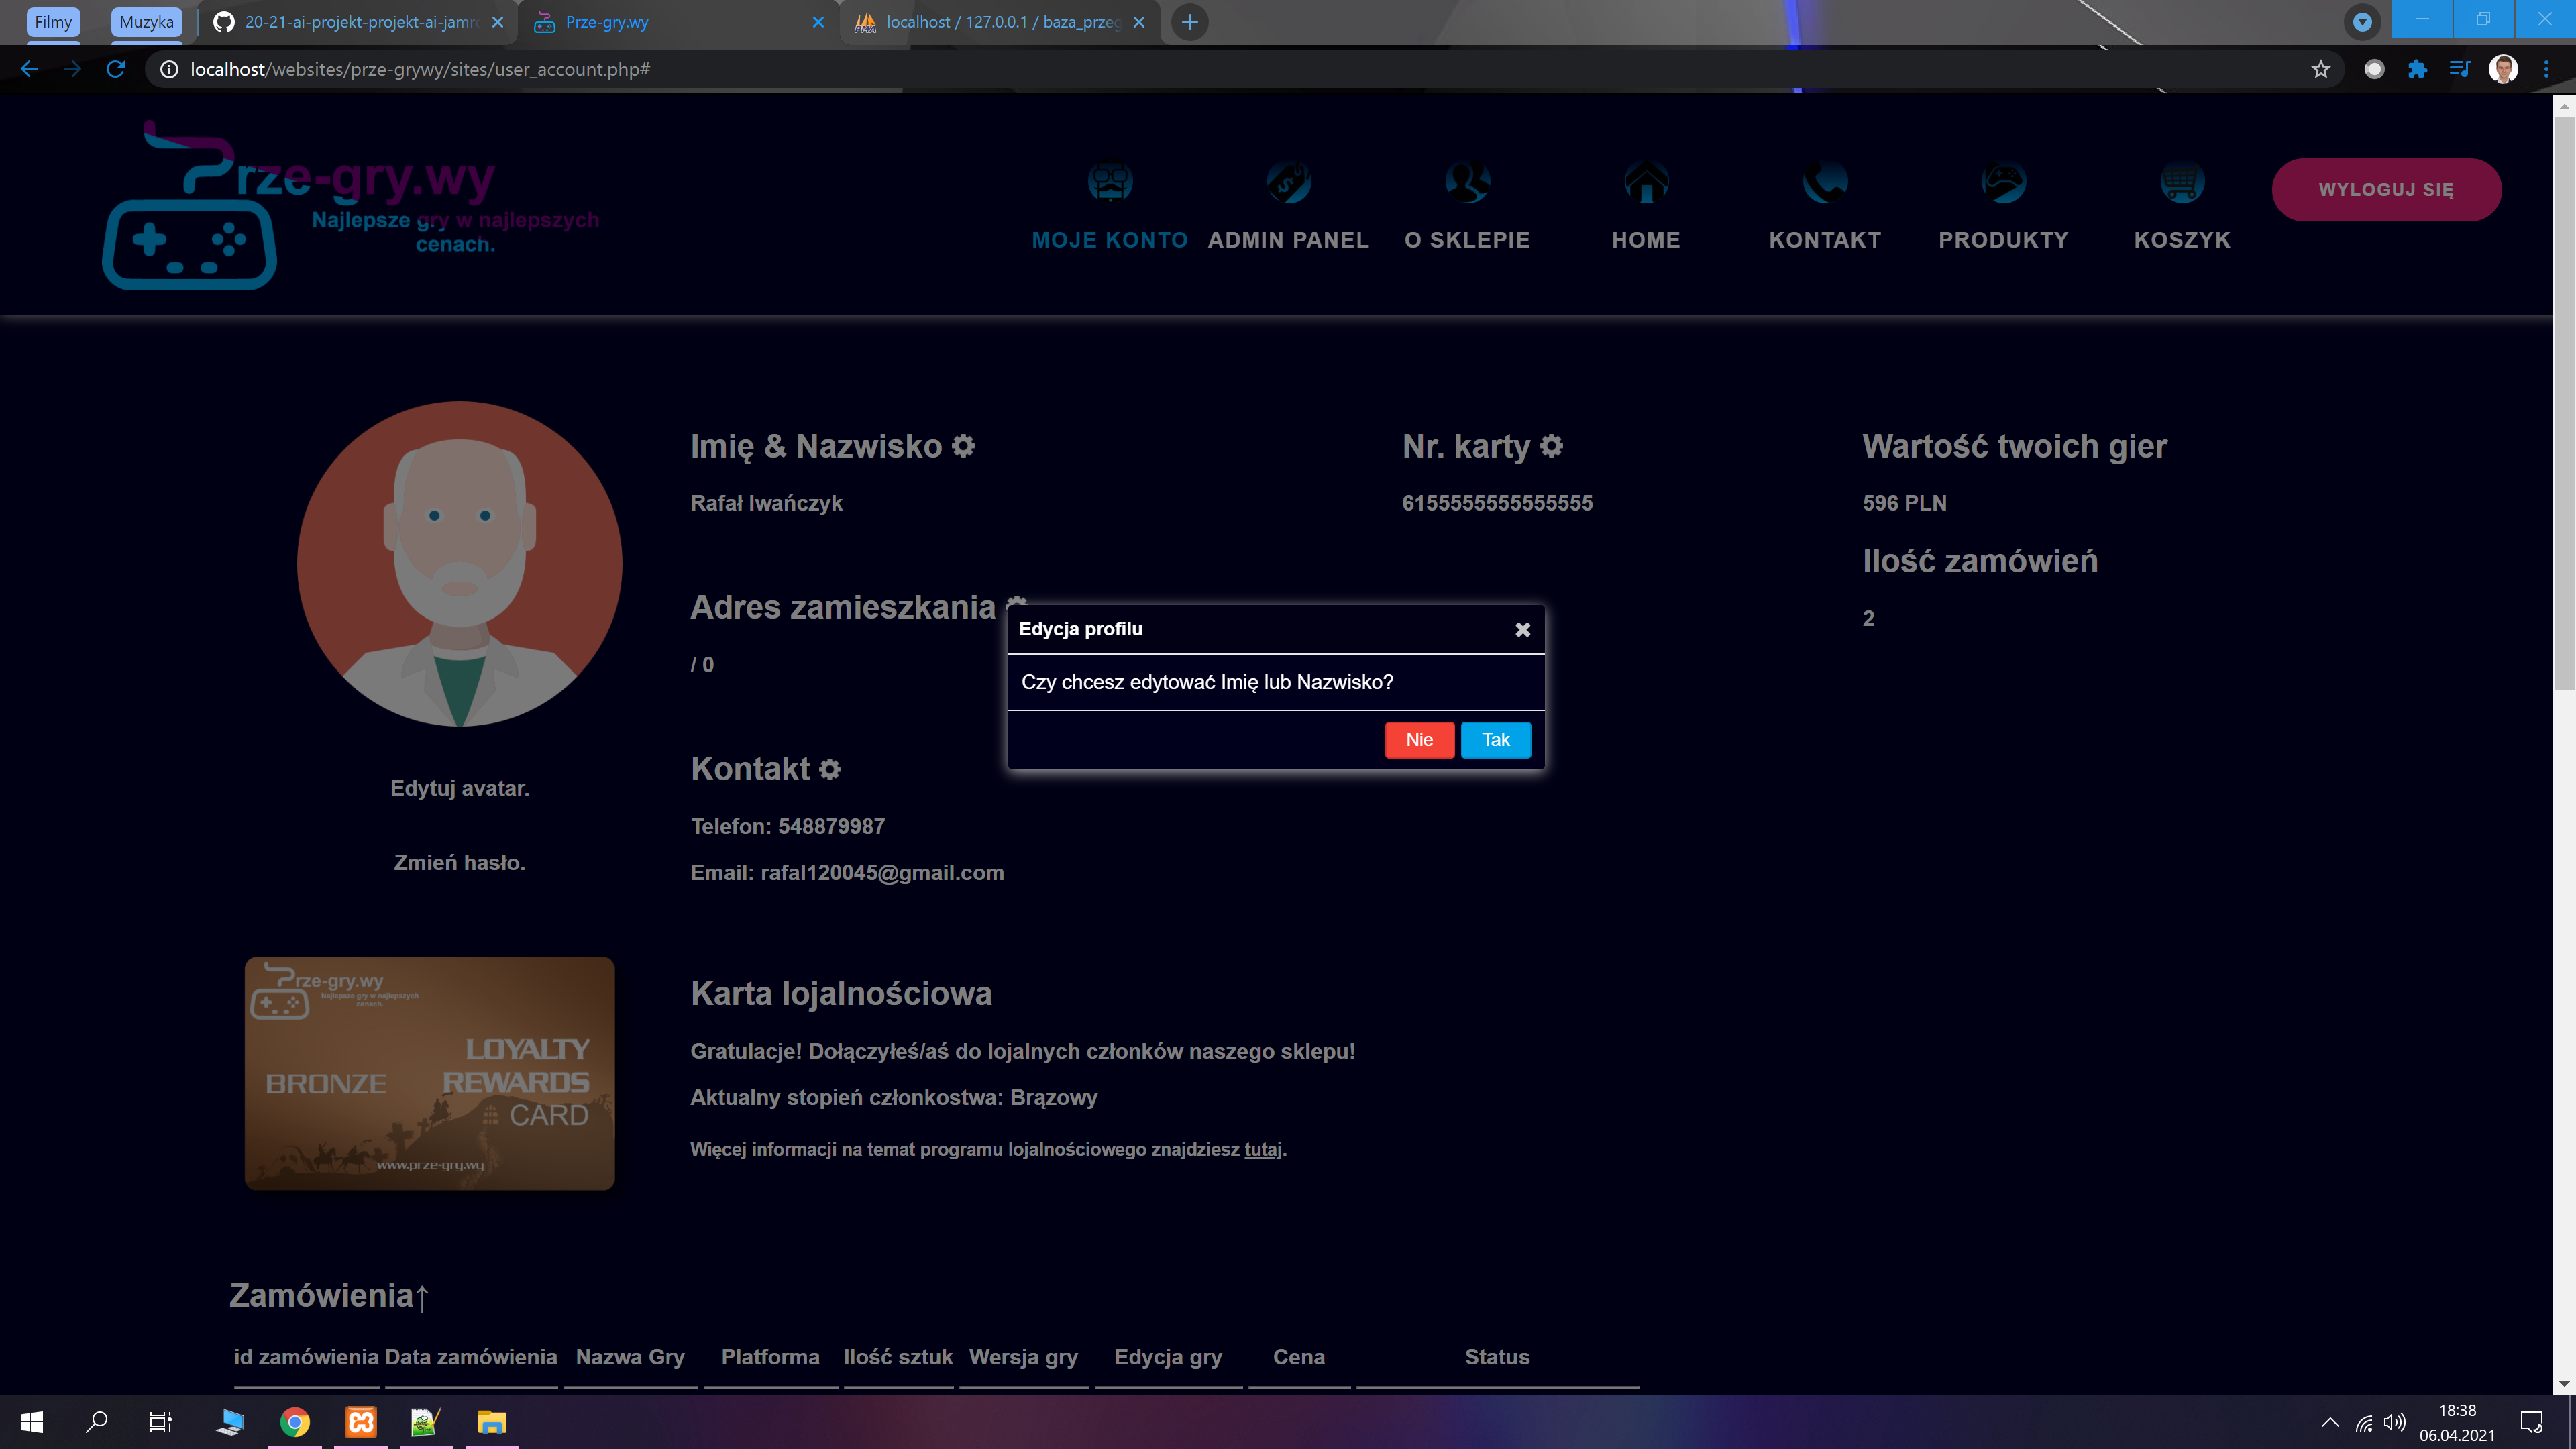 Filmy
Muzyka
20-21-ai-projekt-projekt-ai-jamro
Prze-gry.wy
localhost / 127.0.0.1 / baza_przeg
localhost/websites/prze-grywy/sites/user_account.php#
Prze-gry.wy
Najlepsze gry w najlepszych
cenach.
MOJE KONTO
ADMIN PANEL
O SKLEPIE
HOME
KONTAKT
PRODUKTY
KOSZYK
WYLOGUJ SIĘ
Imię & Nazwisko
Rafał Iwańczyk
Nr. karty
6155555555555555
Wartość twoich gier
596 PLN
Ilość zamówień
2
Adres zamieszkania
/ 0
Edycja profilu
Czy chcesz edytować Imię lub Nazwisko?
Nie
Tak
Edytuj avatar.
Zmień hasło.
Kontakt
Telefon: 548879987
Email: rafal120045@gmail.com
Prze-gry.wy
Najlepsze gry w najlepszych
cenach.
BRONZE
LOYALTY
REWARDS
CARD
www.prze-gry.wy
Karta lojalnościowa
Gratulacje! Dołączyłeś/aś do lojalnych członków naszego sklepu!
Aktualny stopień członkostwa: Brązowy
Więcej informacji na temat programu lojalnościowego znajdziesz tutaj.
Zamówienia↑
id zamówienia Data zamówienia Nazwa Gry Platforma Ilość sztuk Wersja gry Edycja gry Cena Status
18:38
06.04.2021